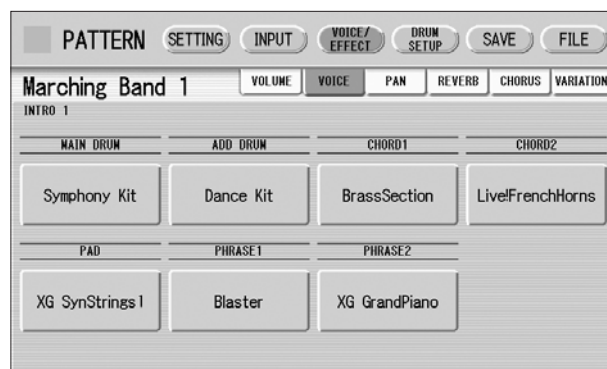 PATTERN SETTING INPUT VOICE/ EFFECT DRUM SETUP SAVE FILE
Marching Band 1 VOLUME VOICE PAN REVERB CHORUS VARIATION
INTRO 1
MAIN DRUM ADD DRUM CHORD1 CHORD2
Symphony Kit Dance Kit BrassSection Live!FrenchHorns
PAD PHRASE1 PHRASE2
XG SynStrings1 Blaster XG GrandPiano